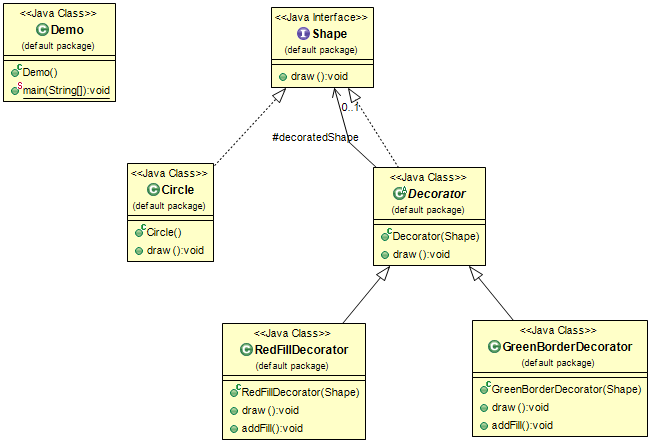 <<Java Class>>
Demo
(default package)
Demo()
main(String[]):void
<<Java Interface>>
Shape
(default package)
draw():void
0..1
#decoratedShape
<<Java Class>>
Circle
(default package)
Circle()
draw():void
<<Java Class>>
Decorator
(default package)
Decorator(Shape)
draw():void
<<Java Class>>
RedFillDecorator
(default package)
RedFillDecorator(Shape)
draw():void
addFill():void
<<Java Class>>
GreenBorderDecorator
(default package)
GreenBorderDecorator(Shape)
draw():void
addFill():void